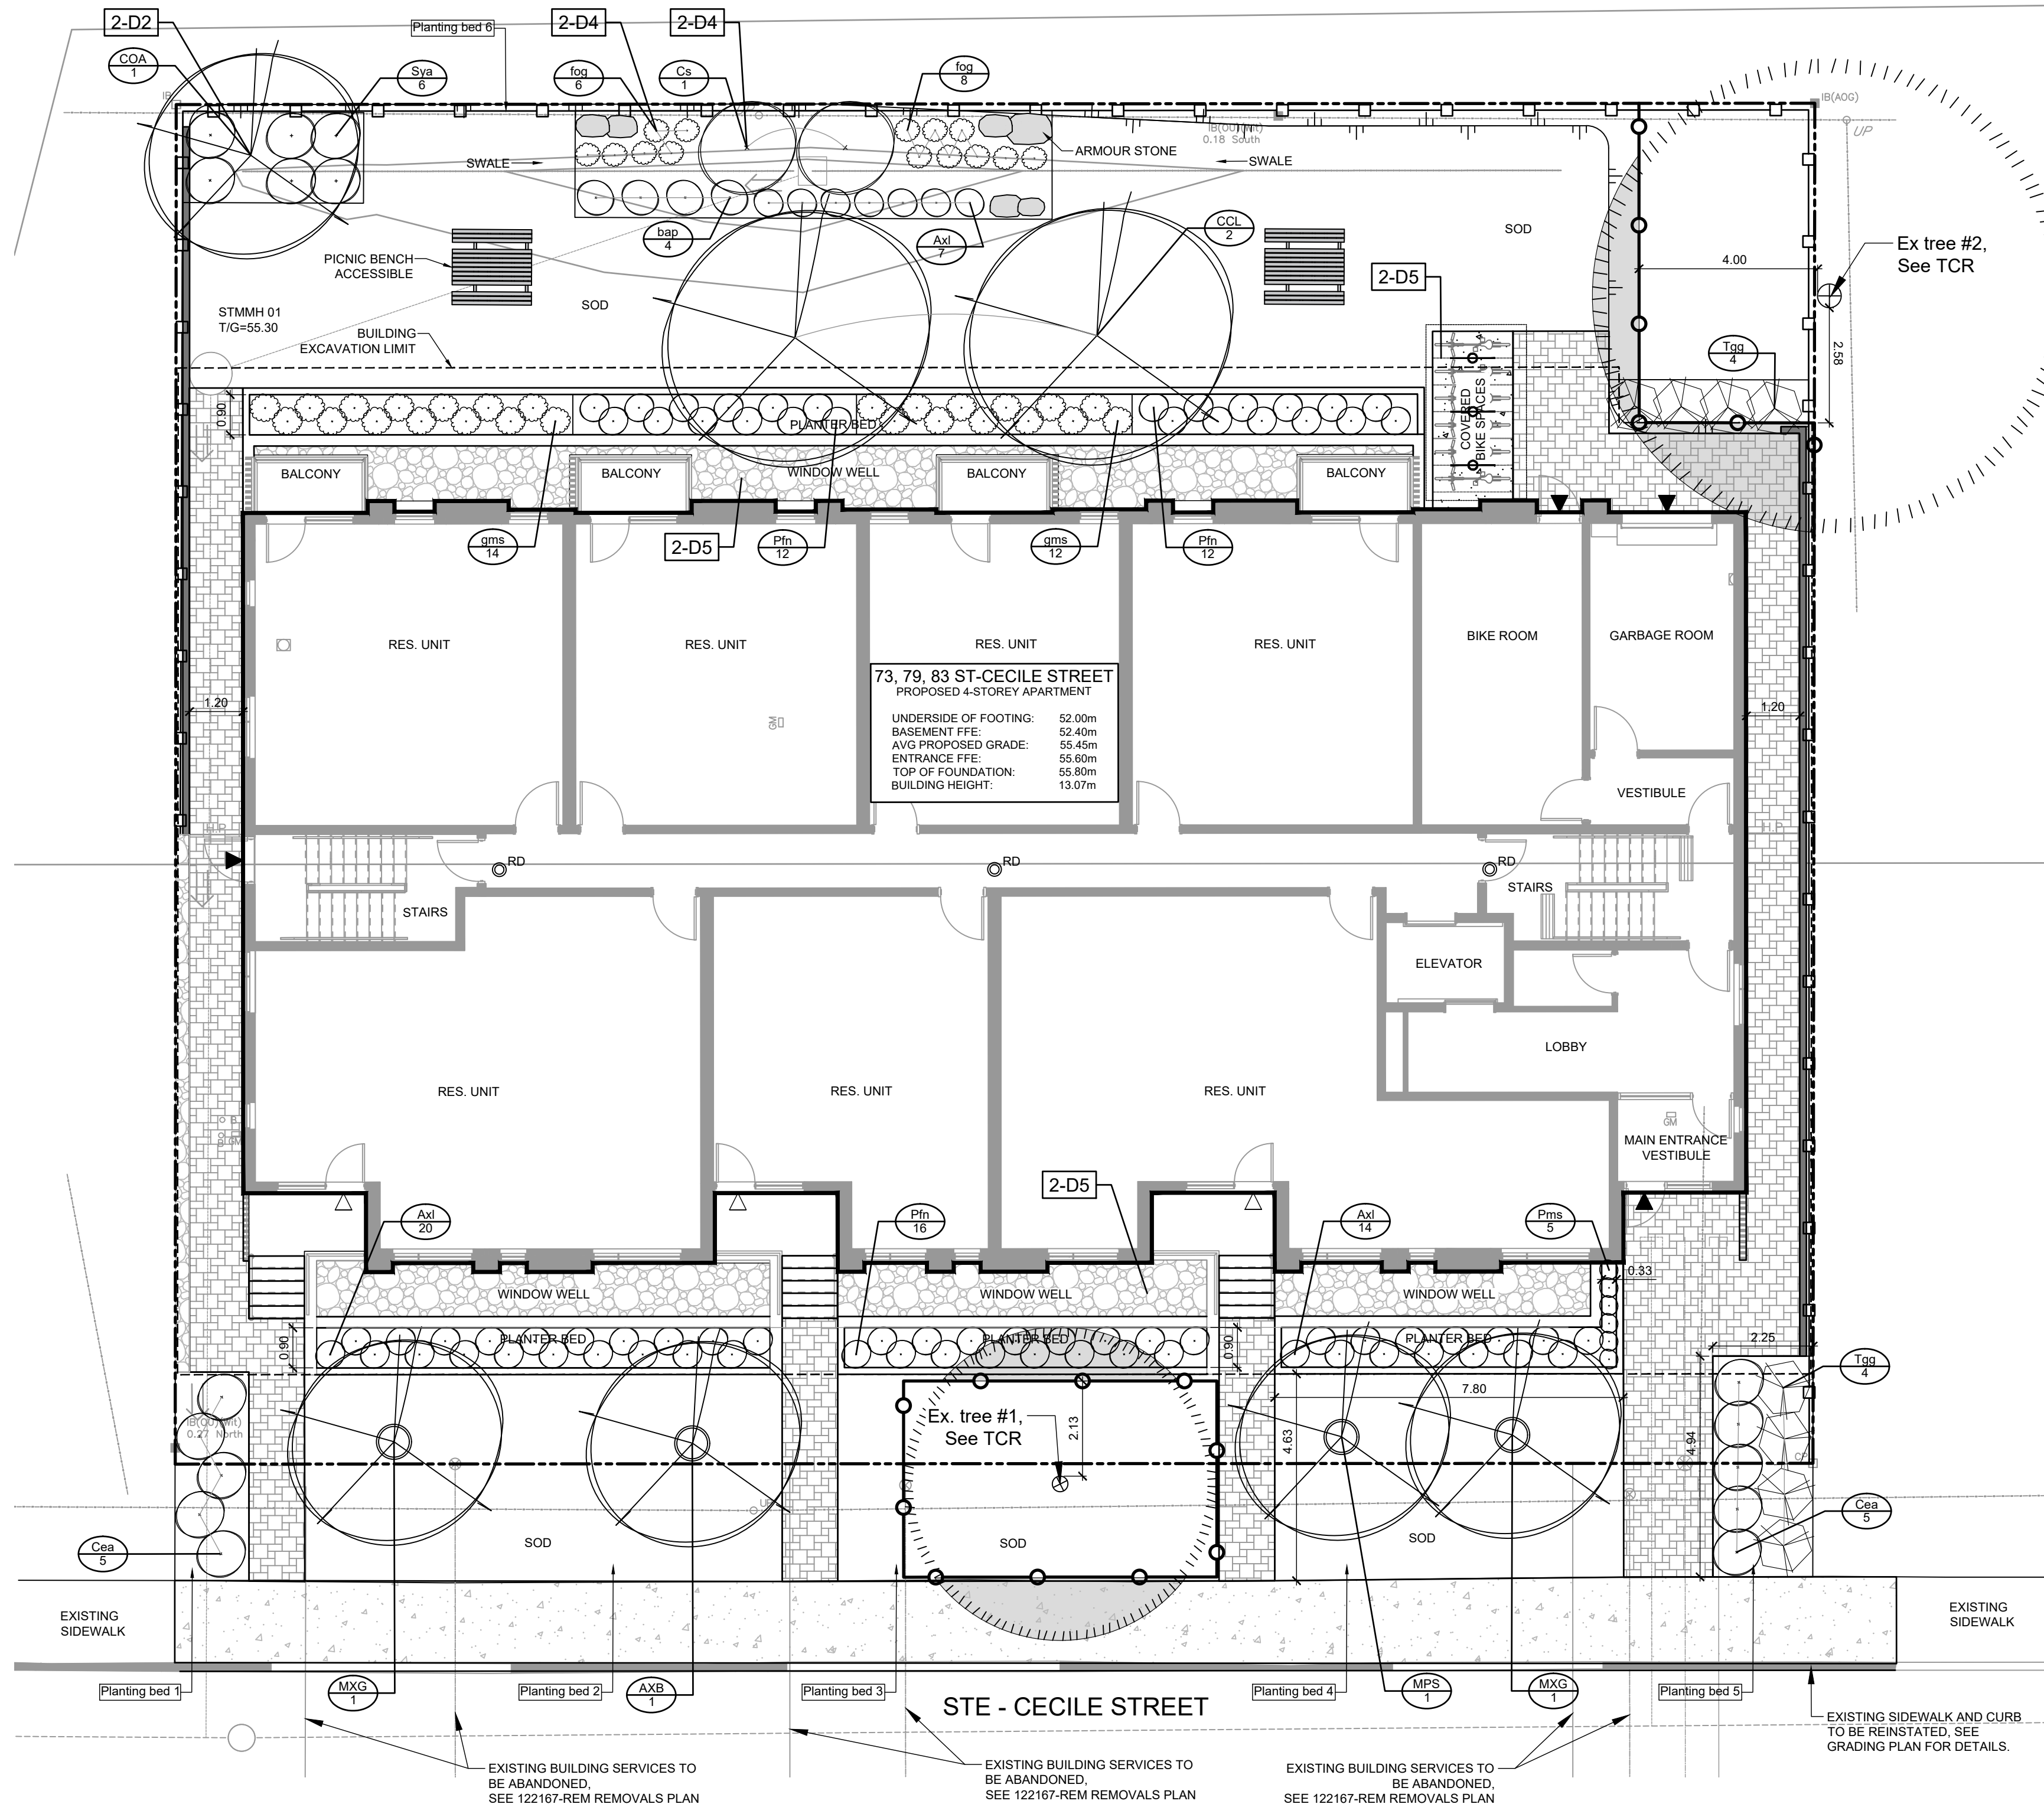 2-D2
Planting bed 6
2-D4
2-D4
COA
1
Sya
6
fog
6
Cs
1
fog
8
IB
IB(AOG)
UP
IB(OU)(Wit)
0.18 South
ARMOUR STONE
SWALE
SWALE
bap
4
Axl
7
CCL
2
SOD
Ex tree #2,
See TCR
PICNIC BENCH
ACCESSIBLE
4.00
2-D5
SOD
STMMH 01
T/G=55.30
BUILDING
EXCAVATION LIMIT
2.58
Tgg
4
0.90
COVERED
BIKE SPACES
PLANTER BED
BALCONY
BALCONY
WINDOW WELL
BALCONY
BALCONY
gms
14
2-D5
Pfn
12
gms
12
Pfn
12
RES. UNIT
RES. UNIT
RES. UNIT
RES. UNIT
BIKE ROOM
GARBAGE ROOM
73, 79, 83 ST-CECILE STREET
PROPOSED 4-STOREY APARTMENT
UNDERSIDE OF FOOTING: 52.00m
BASEMENT FFE: 52.40m
AVG PROPOSED GRADE: 55.45m
ENTRANCE FFE: 55.60m
TOP OF FOUNDATION: 55.80m
BUILDING HEIGHT: 13.07m
1.20
1.20
GM
VESTIBULE
H.P.
H.P.
RD
RD
RD
STAIRS
STAIRS
ELEVATOR
LOBBY
RES. UNIT
RES. UNIT
RES. UNIT
B
GM
GM
MAIN ENTRANCE
VESTIBULE
2-D5
Axl
20
Pfn
16
Axl
14
Pms
5
0.33
WINDOW WELL
WINDOW WELL
WINDOW WELL
0.90
PLANTER BED
PLANTER BED
0.90
PLANTER BED
2.25
Tgg
4
7.80
IB(OU)(Wit)
0.27 North
Ex. tree #1,
See TCR
2.13
4.63
4.94
CP
UP
Cea
5
SOD
SOD
SOD
Cea
5
EXISTING
SIDEWALK
EXISTING
SIDEWALK
Planting bed 1
MXG
1
Planting bed 2
AXB
1
Planting bed 3
STE - CECILE STREET
Planting bed 4
MPS
1
MXG
1
Planting bed 5
EXISTING SIDEWALK AND CURB
TO BE REINSTATED, SEE
GRADING PLAN FOR DETAILS.
EXISTING BUILDING SERVICES TO
BE ABANDONED,
SEE 122167-REM REMOVALS PLAN
EXISTING BUILDING SERVICES TO
BE ABANDONED,
SEE 122167-REM REMOVALS PLAN
EXISTING BUILDING SERVICES TO
BE ABANDONED,
SEE 122167-REM REMOVALS PLAN